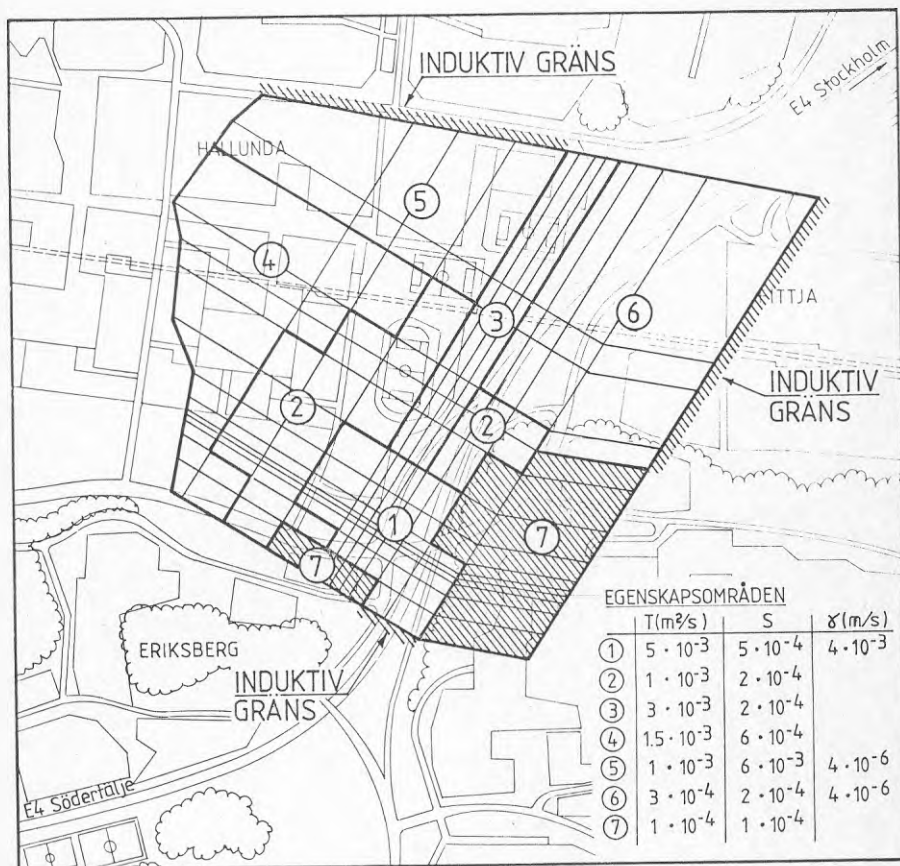 INDUKTIV GRÄNS
E4 Stockholm
HALLUNDA
5
4
3
6
ITTJA
INDUKTIV
GRÄNS
2
2
1
7
7
ERIKSBERG
INDUKTIV
GRÄNS
E4 Södertälje
EGENSKAPSOMRÅDEN
T(m²/s) S γ(m/s)
1 5 · 10⁻³ 5 · 10⁻⁴ 4 · 10⁻³
2 1 · 10⁻³ 2 · 10⁻⁴
3 3 · 10⁻³ 2 · 10⁻⁴
4 1.5 · 10⁻³ 6 · 10⁻⁴
5 1 · 10⁻³ 6 · 10⁻³ 4 · 10⁻⁶
6 3 · 10⁻⁴ 2 · 10⁻⁴ 4 · 10⁻⁶
7 1 · 10⁻⁴ 1 · 10⁻⁴